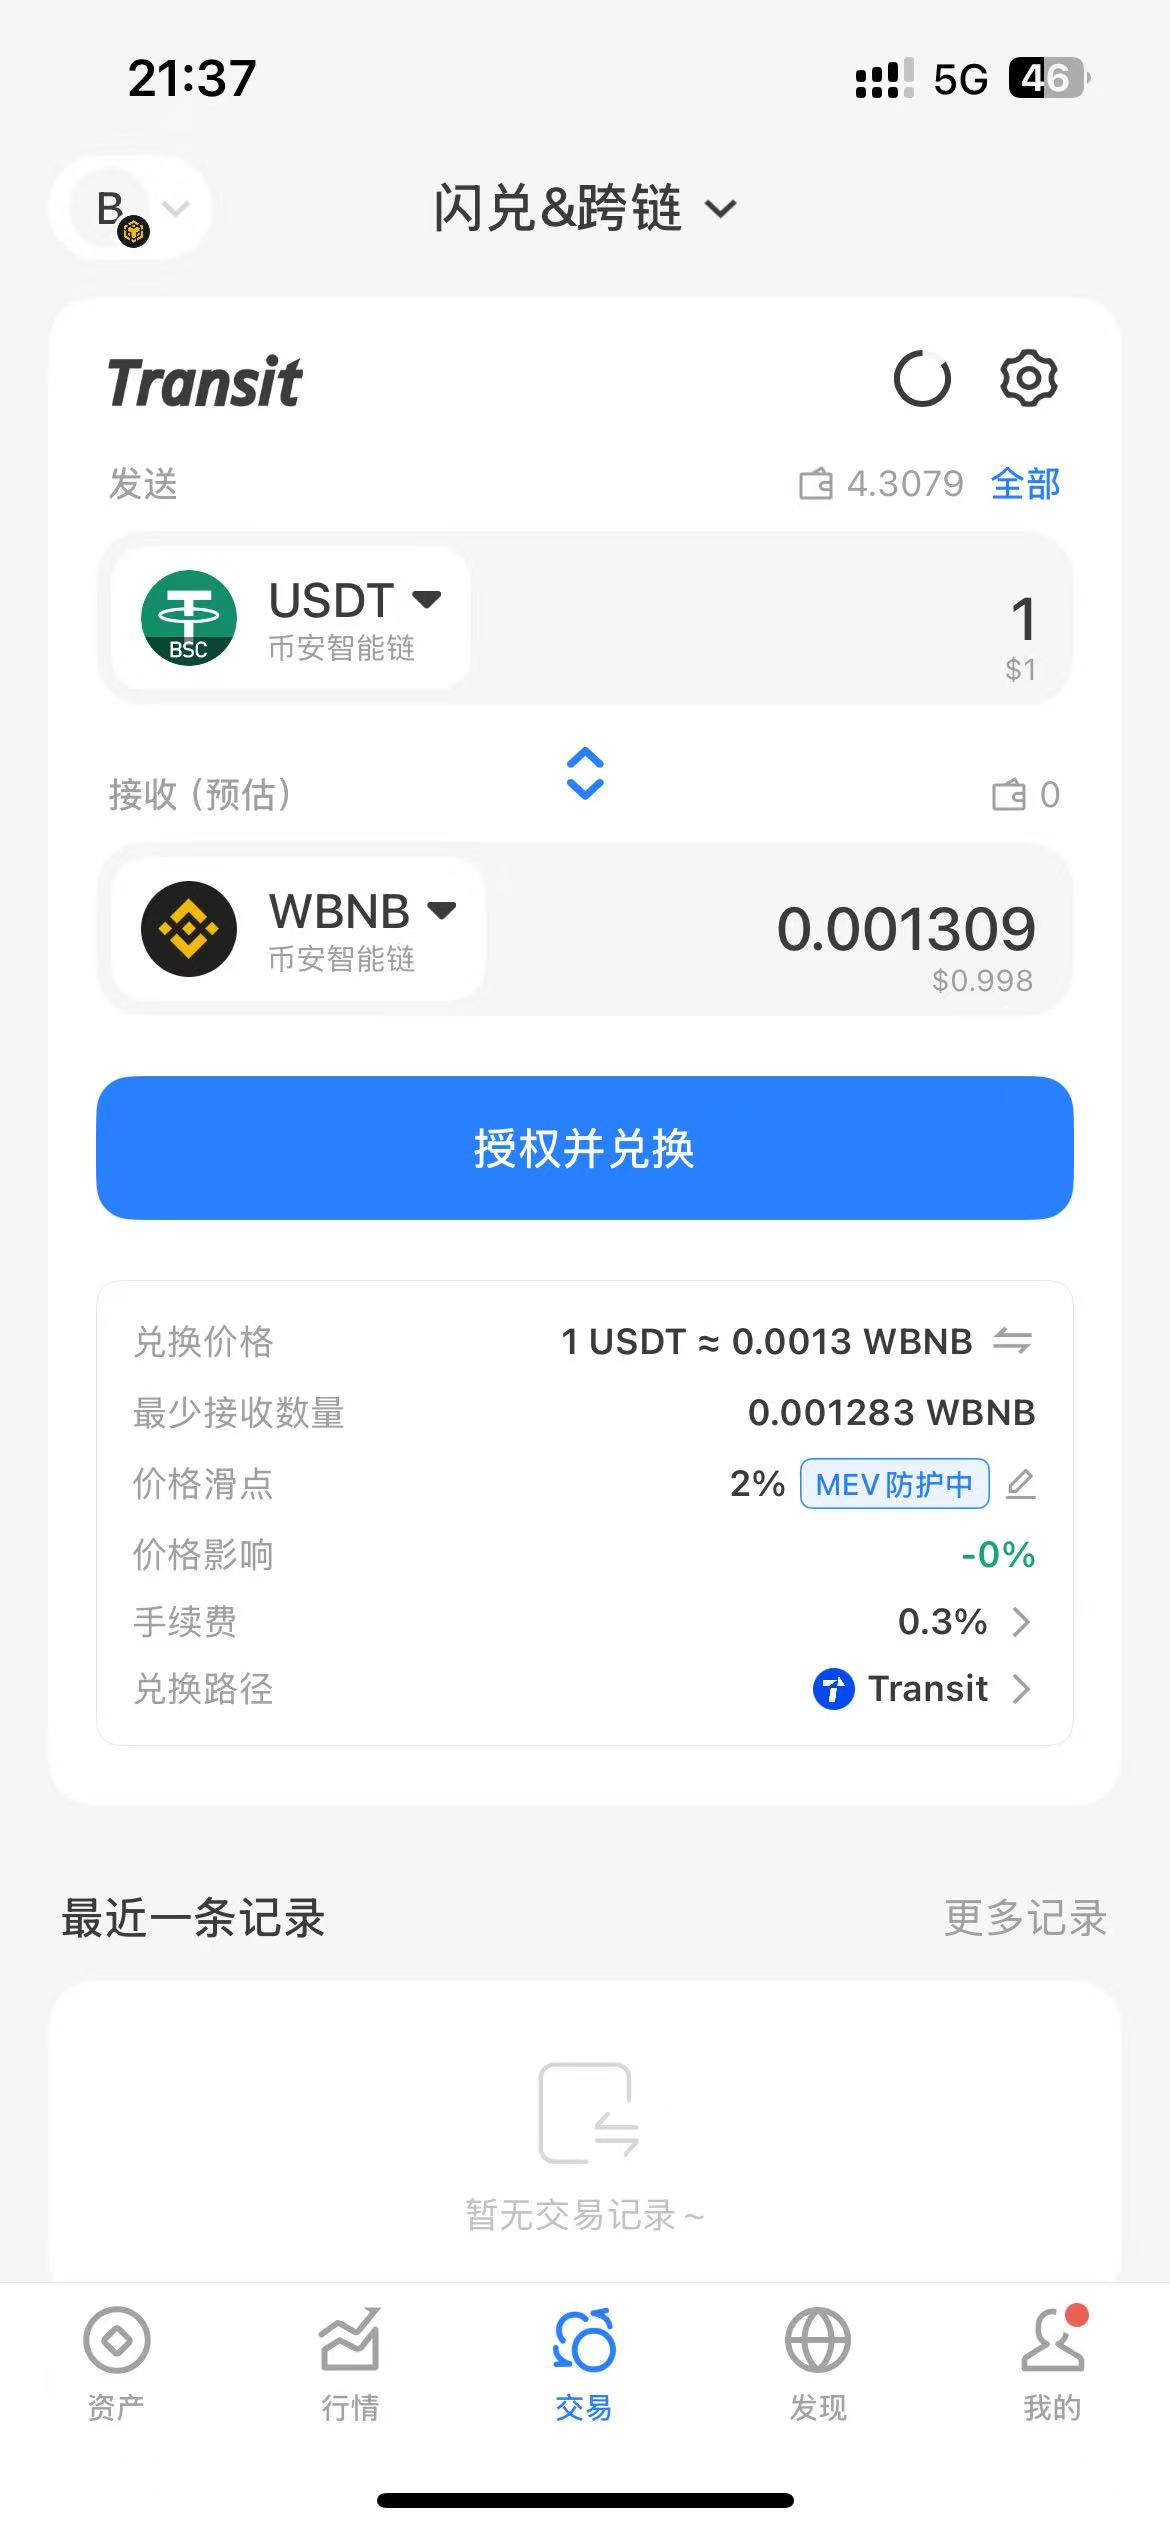 21:37
5G 46
B
闪兑&跨链
Transit
发送
4.3079 全部
USDT
币安智能链
BSC
1
$1
接收 (预估)
0
WBNB
币安智能链
0.001309
$0.998
授权并兑换
兑换价格 1 USDT ≈ 0.0013 WBNB
最少接收数量 0.001283 WBNB
价格滑点 2% MEV防护中
价格影响 -0%
手续费 0.3%
兑换路径 Transit
最近一条记录 更多记录
暂无交易记录~
资产 行情 交易 发现 我的